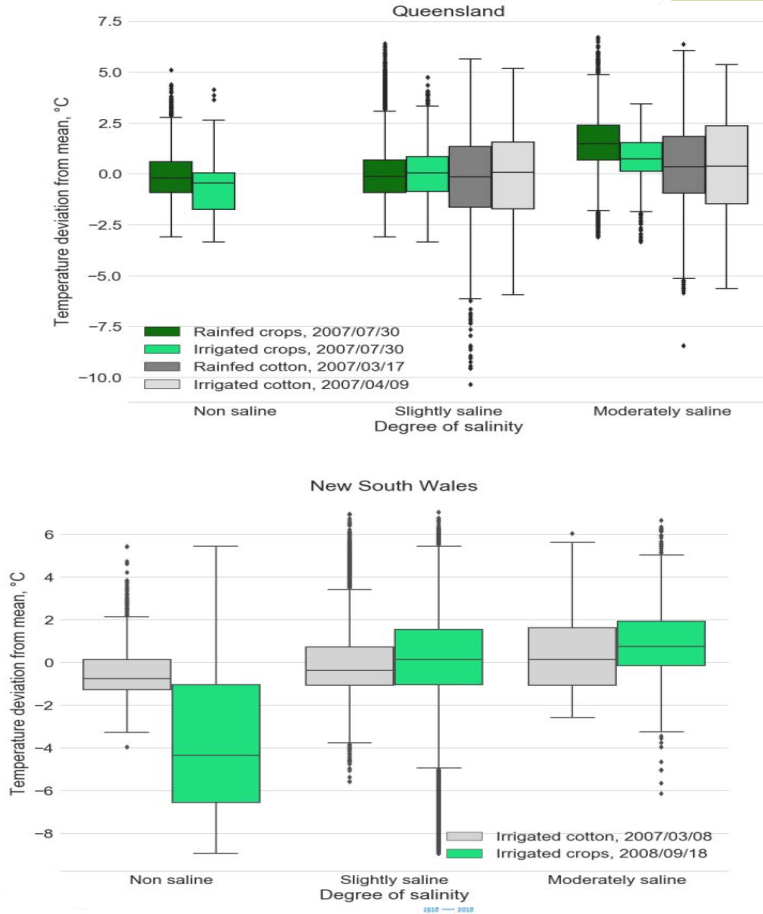 Queensland
Temperature deviation from mean, °C
7.5
5.0
2.5
0.0
−2.5
−5.0
−7.5
−10.0
Rainfed crops, 2007/07/30
Irrigated crops, 2007/07/30
Rainfed cotton, 2007/03/17
Irrigated cotton, 2007/04/09
Non saline Slightly saline Moderately saline
Degree of salinity
New South Wales
Temperature deviation from mean, °C
6
4
2
0
−2
−4
−6
−8
Irrigated cotton, 2007/03/08
Irrigated crops, 2008/09/18
Non saline Slightly saline Moderately saline
Degree of salinity